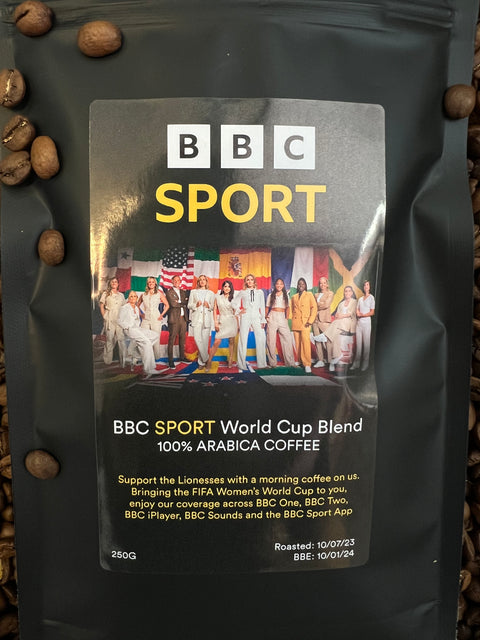 BBC
SPORT
BBC SPORT World Cup Blend
100% ARABICA COFFEE
Support the Lionesses with a morning coffee on us.
Bringing the FIFA Women's World Cup to you,
enjoy our coverage across BBC One, BBC Two,
BBC iPlayer, BBC Sounds and the BBC Sport App
250G
Roasted: 10/07/23
BBE: 10/01/24